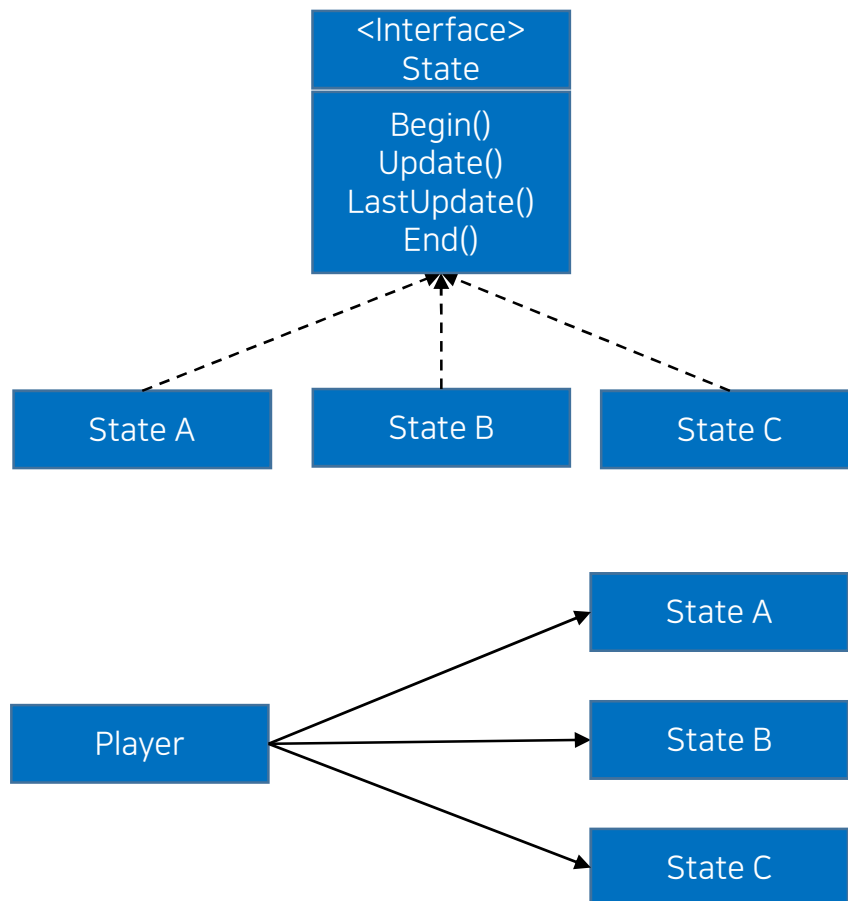 <Interface>
State
Begin()
Update()
LastUpdate()
End()
State A
State B
State C
State A
Player
State B
State C